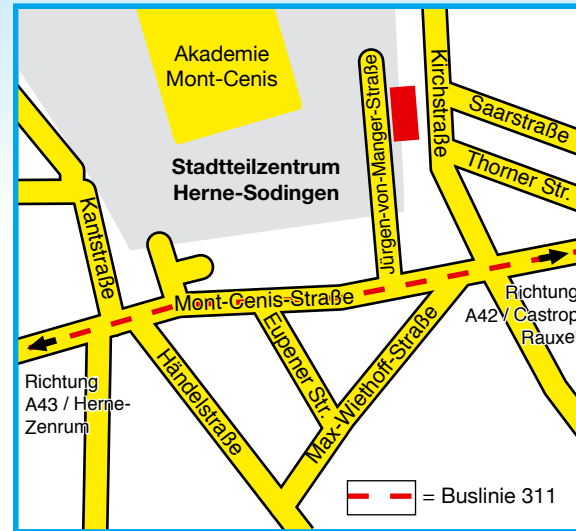 Akademie
Mont-Cenis
Stadtteilzentrum
Herne-Sodingen
Jürgen-von-Manger-Straße
Kirchstraße
Saarstraße
Thorner Str.
Kantstraße
Mont-Cenis-Straße
Richtung
A42 / Castrop
Rauxel
Eupener Str.
Max-Wiethoff-Straße
Händelstraße
Richtung
A43 / Herne-
Zenrum
= Buslinie 311